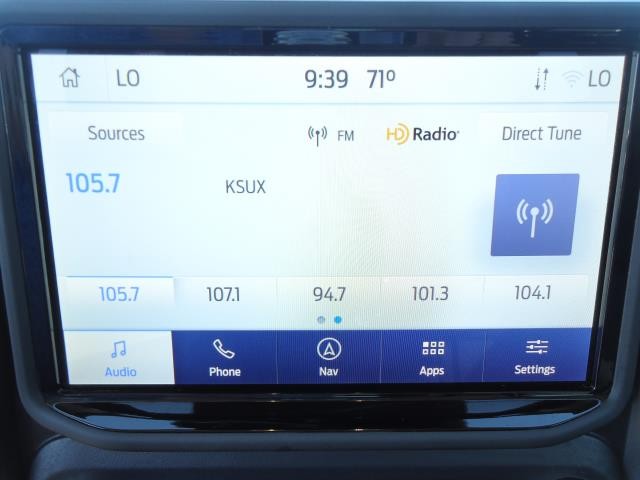 LO 9:39 71° LO
Sources FM HD Radio Direct Tune
105.7 KSUX
105.7 107.1 94.7 101.3 104.1
Audio Phone Nav Apps Settings